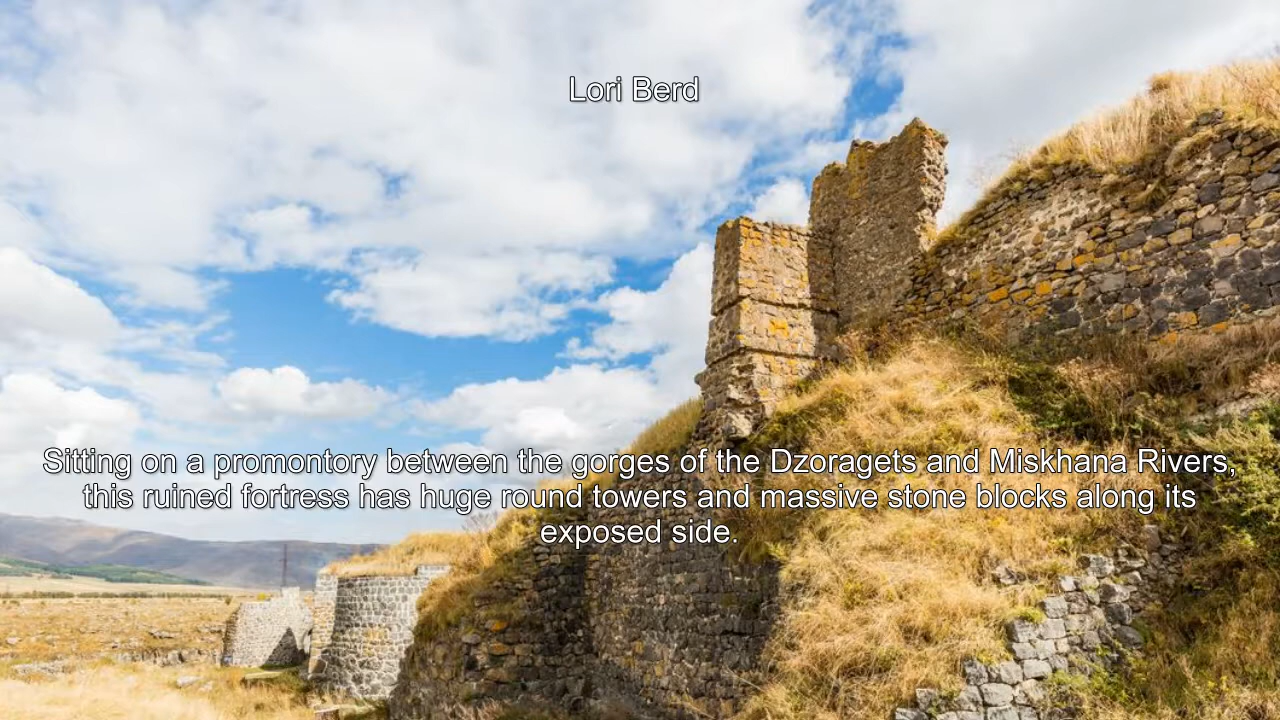 Lori Berd
Sitting on a promontory between the gorges of the Dzoragets and Miskhana Rivers,
this ruined fortress has huge round towers and massive stone blocks along its
exposed side.